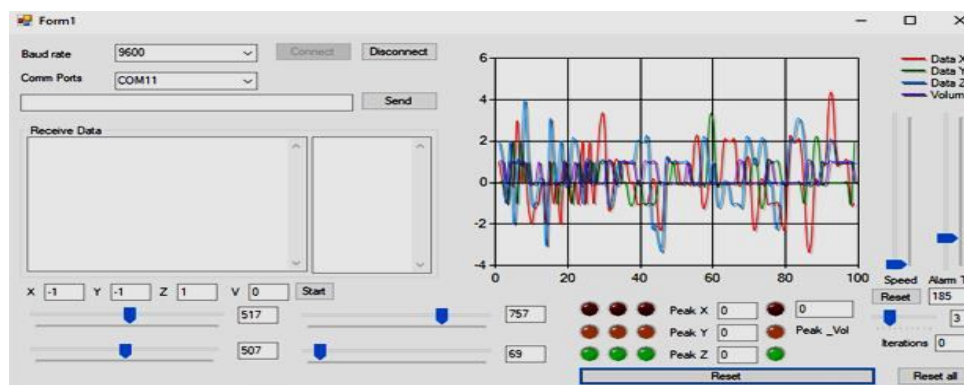 Form1
Baud rate 9600 Connect Disconnect
Comm Ports COM11
Send
Receive Data
6
4
2
0
-2
-4
0 20 40 60 80 100
Data X
Data Y
Data Z
Volum
Speed Alarm T
Reset 185
3
Iterations 0
X -1 Y -1 Z 1 V 0 Start
517 757
507 69
Peak X 0 0
Peak Y 0 Peak _Vol
Peak Z 0
Reset Reset all